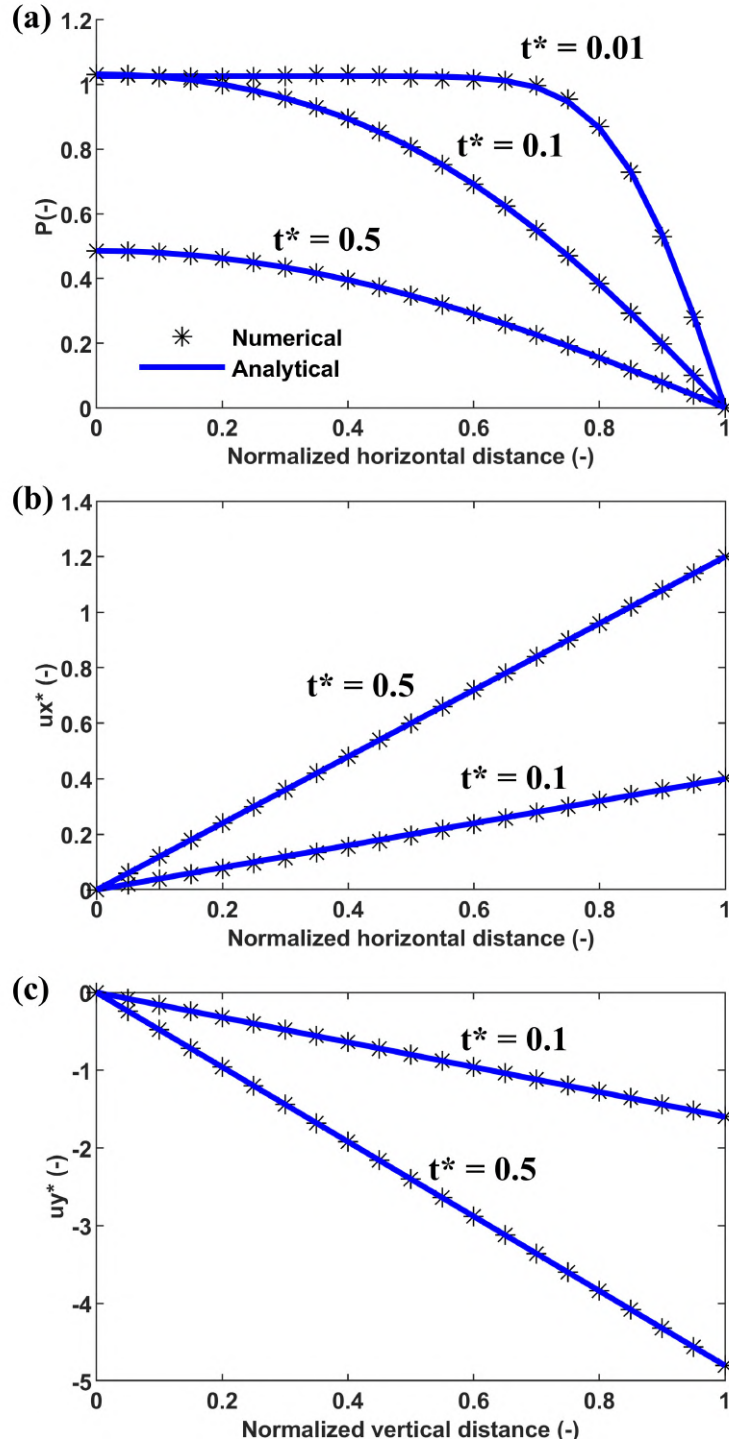 (a)
1.2
1
0.8
0.6
0.4
0.2
0
P(-)
t* = 0.01
t* = 0.1
t* = 0.5
Numerical
Analytical
0 0.2 0.4 0.6 0.8 1
Normalized horizontal distance (-)
(b)
1.4
1.2
1
0.8
0.6
0.4
0.2
0
ux* (-)
t* = 0.5
t* = 0.1
0 0.2 0.4 0.6 0.8 1
Normalized horizontal distance (-)
(c)
0
-1
-2
-3
-4
-5
uy* (-)
t* = 0.1
t* = 0.5
0.2 0.4 0.6 0.8 1
Normalized vertical distance (-)